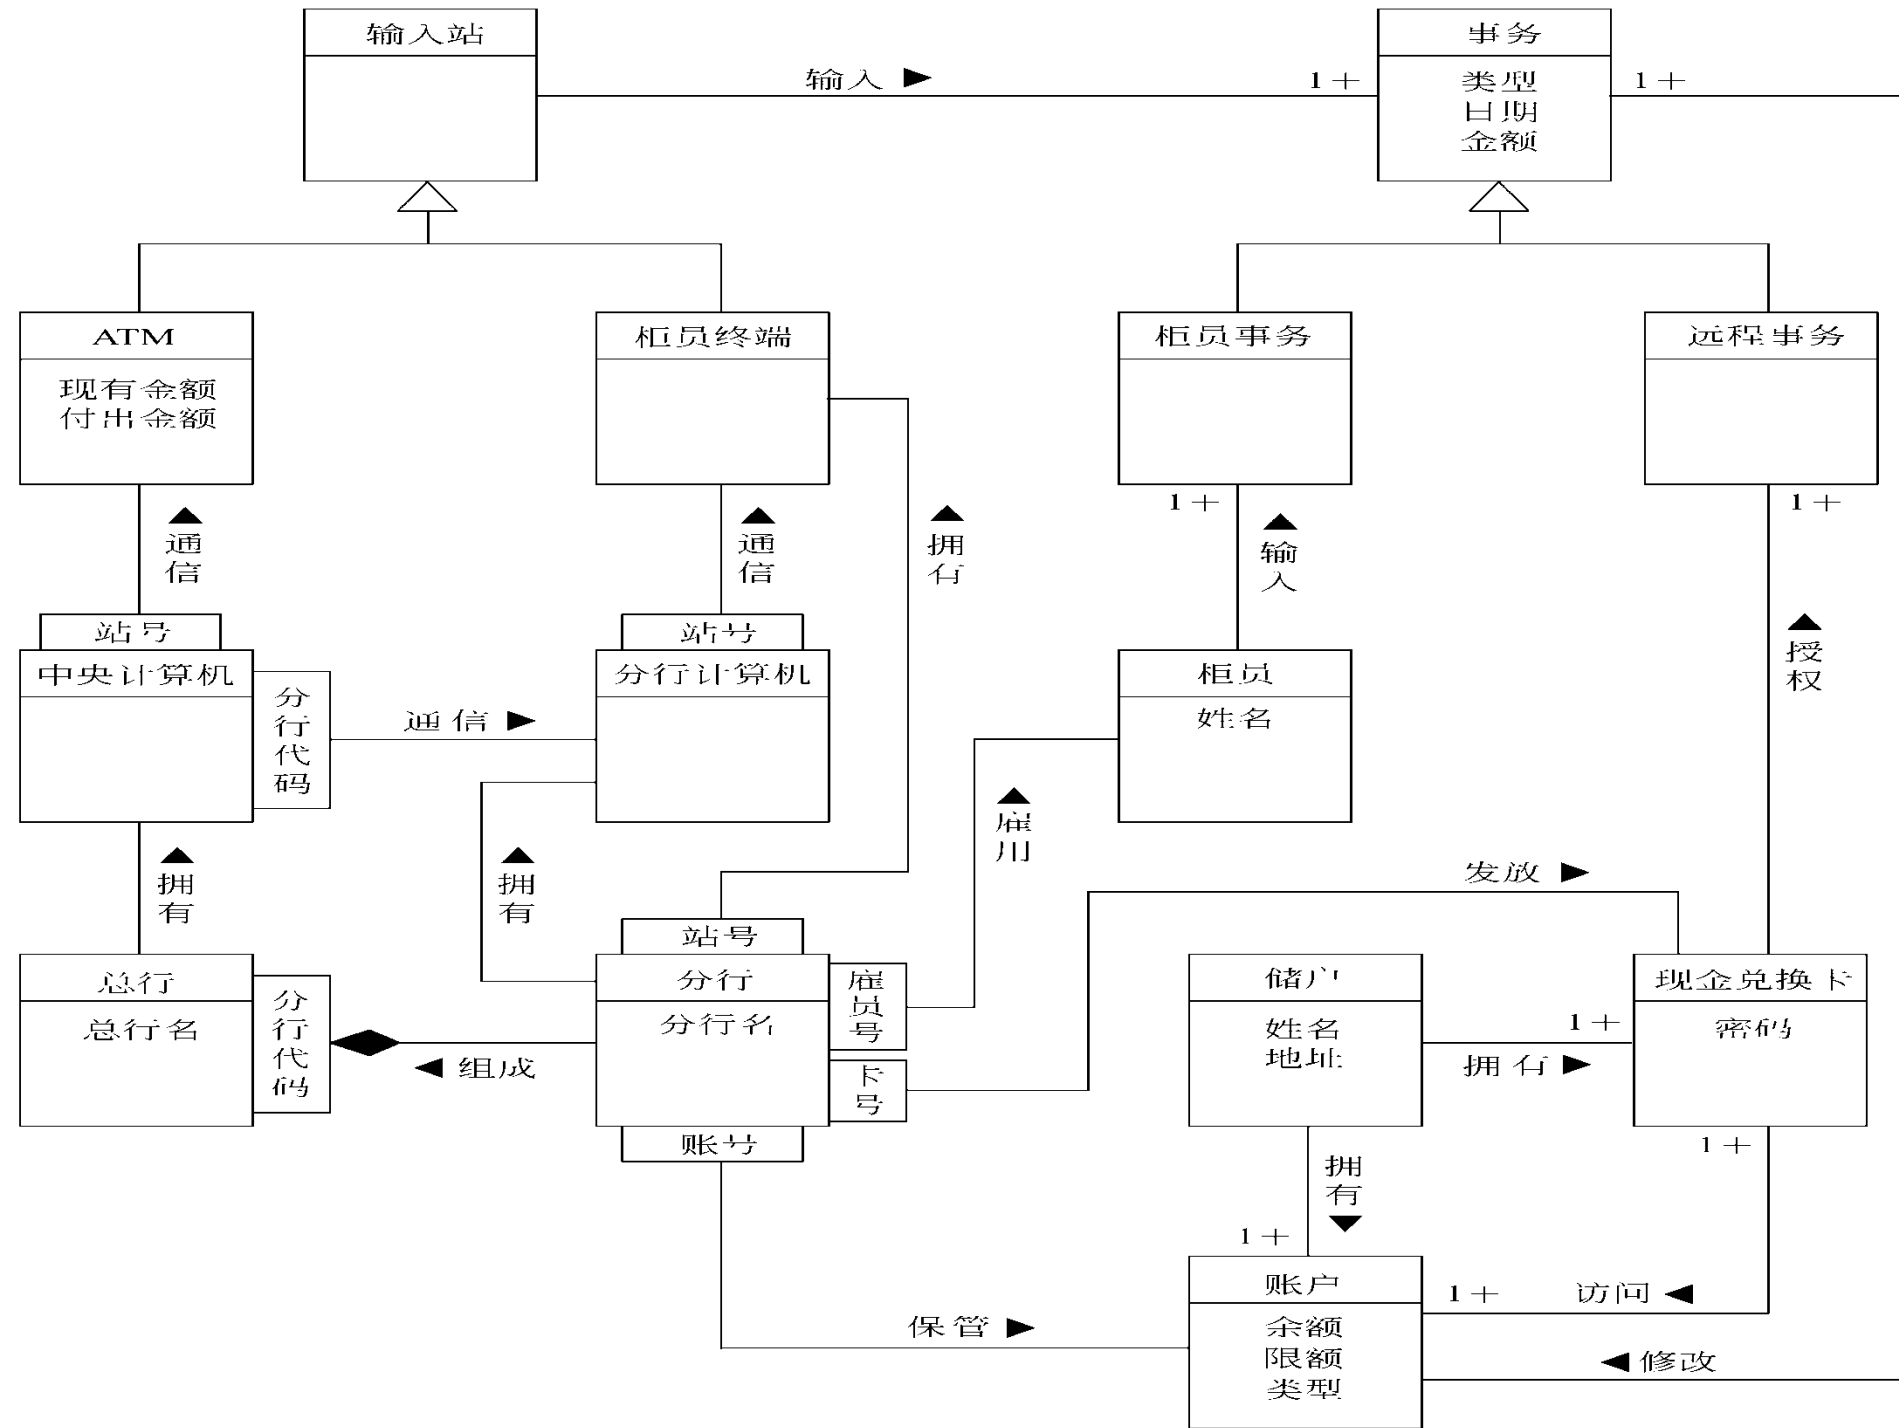 输入站
事务
输入
1+
1+
类型
日期
金额
ATM
柜员终端
柜员事务
远程事务
现有金额
付出金额
1+
1+
通信
通信
拥有
输入
站号
站号
授权
中央计算机
分行计算机
柜员
分行代码
通信
姓名
雇用
拥有
拥有
发放
站号
总行
分行
雇员号
储户
现金兑换卡
总行名
分行代码
分行名
姓名
地址
1+
密码
组成
拥有
卡号
账号
1+
拥有
1+
账户
1+
访问
保管
余额
限额
类型
修改